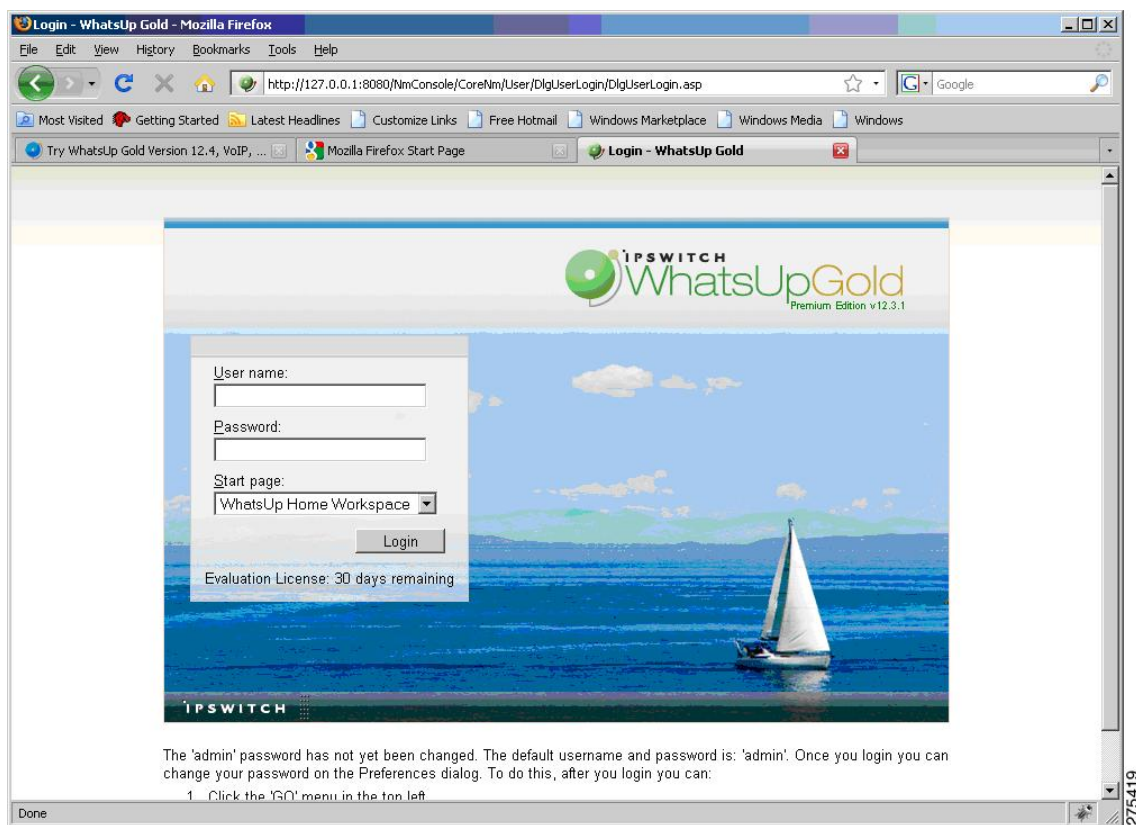 Login - WhatsUp Gold - Mozilla Firefox
File Edit View History Bookmarks Tools Help
http://127.0.0.1:8080/NmConsole/CoreNm/User/DlgUserLogin/DlgUserLogin.asp
G Google
Most Visited Getting Started Latest Headlines Customize Links Free Hotmail Windows Marketplace Windows Media Windows
Try WhatsUp Gold Version 12.4, VoIP, ... Mozilla Firefox Start Page Login - WhatsUp Gold
IPSWITCH
WhatsUpGold
Premium Edition v12.3.1
User name:
Password:
Start page:
WhatsUp Home Workspace
Login
Evaluation License: 30 days remaining
IPSWITCH
The 'admin' password has not yet been changed. The default username and password is: 'admin'. Once you login you can
change your password on the Preferences dialog. To do this, after you login you can:
1. Click the 'GO' menu in the top left
Done
275419